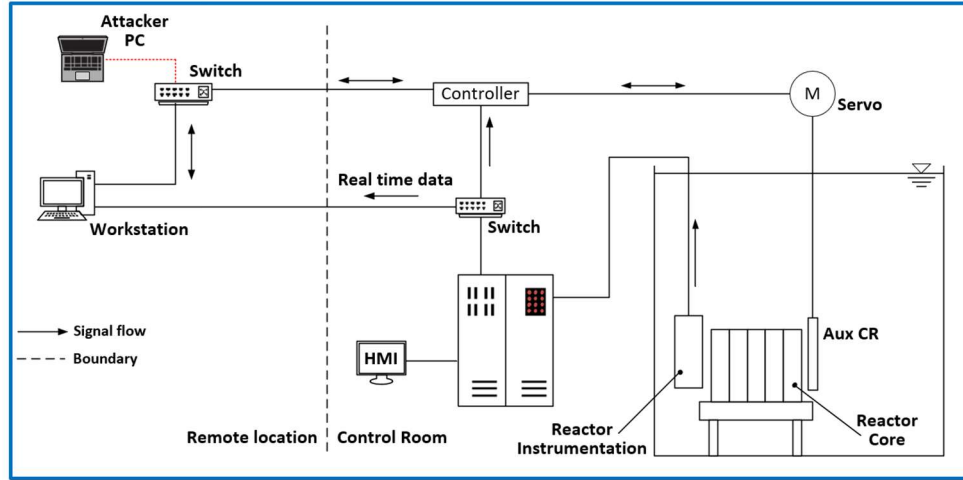 Attacker
PC
Switch
Controller
M
Servo
Real time data
Workstation
Switch
Signal flow
Boundary
HMI
Aux CR
Remote location
Control Room
Reactor
Instrumentation
Reactor
Core